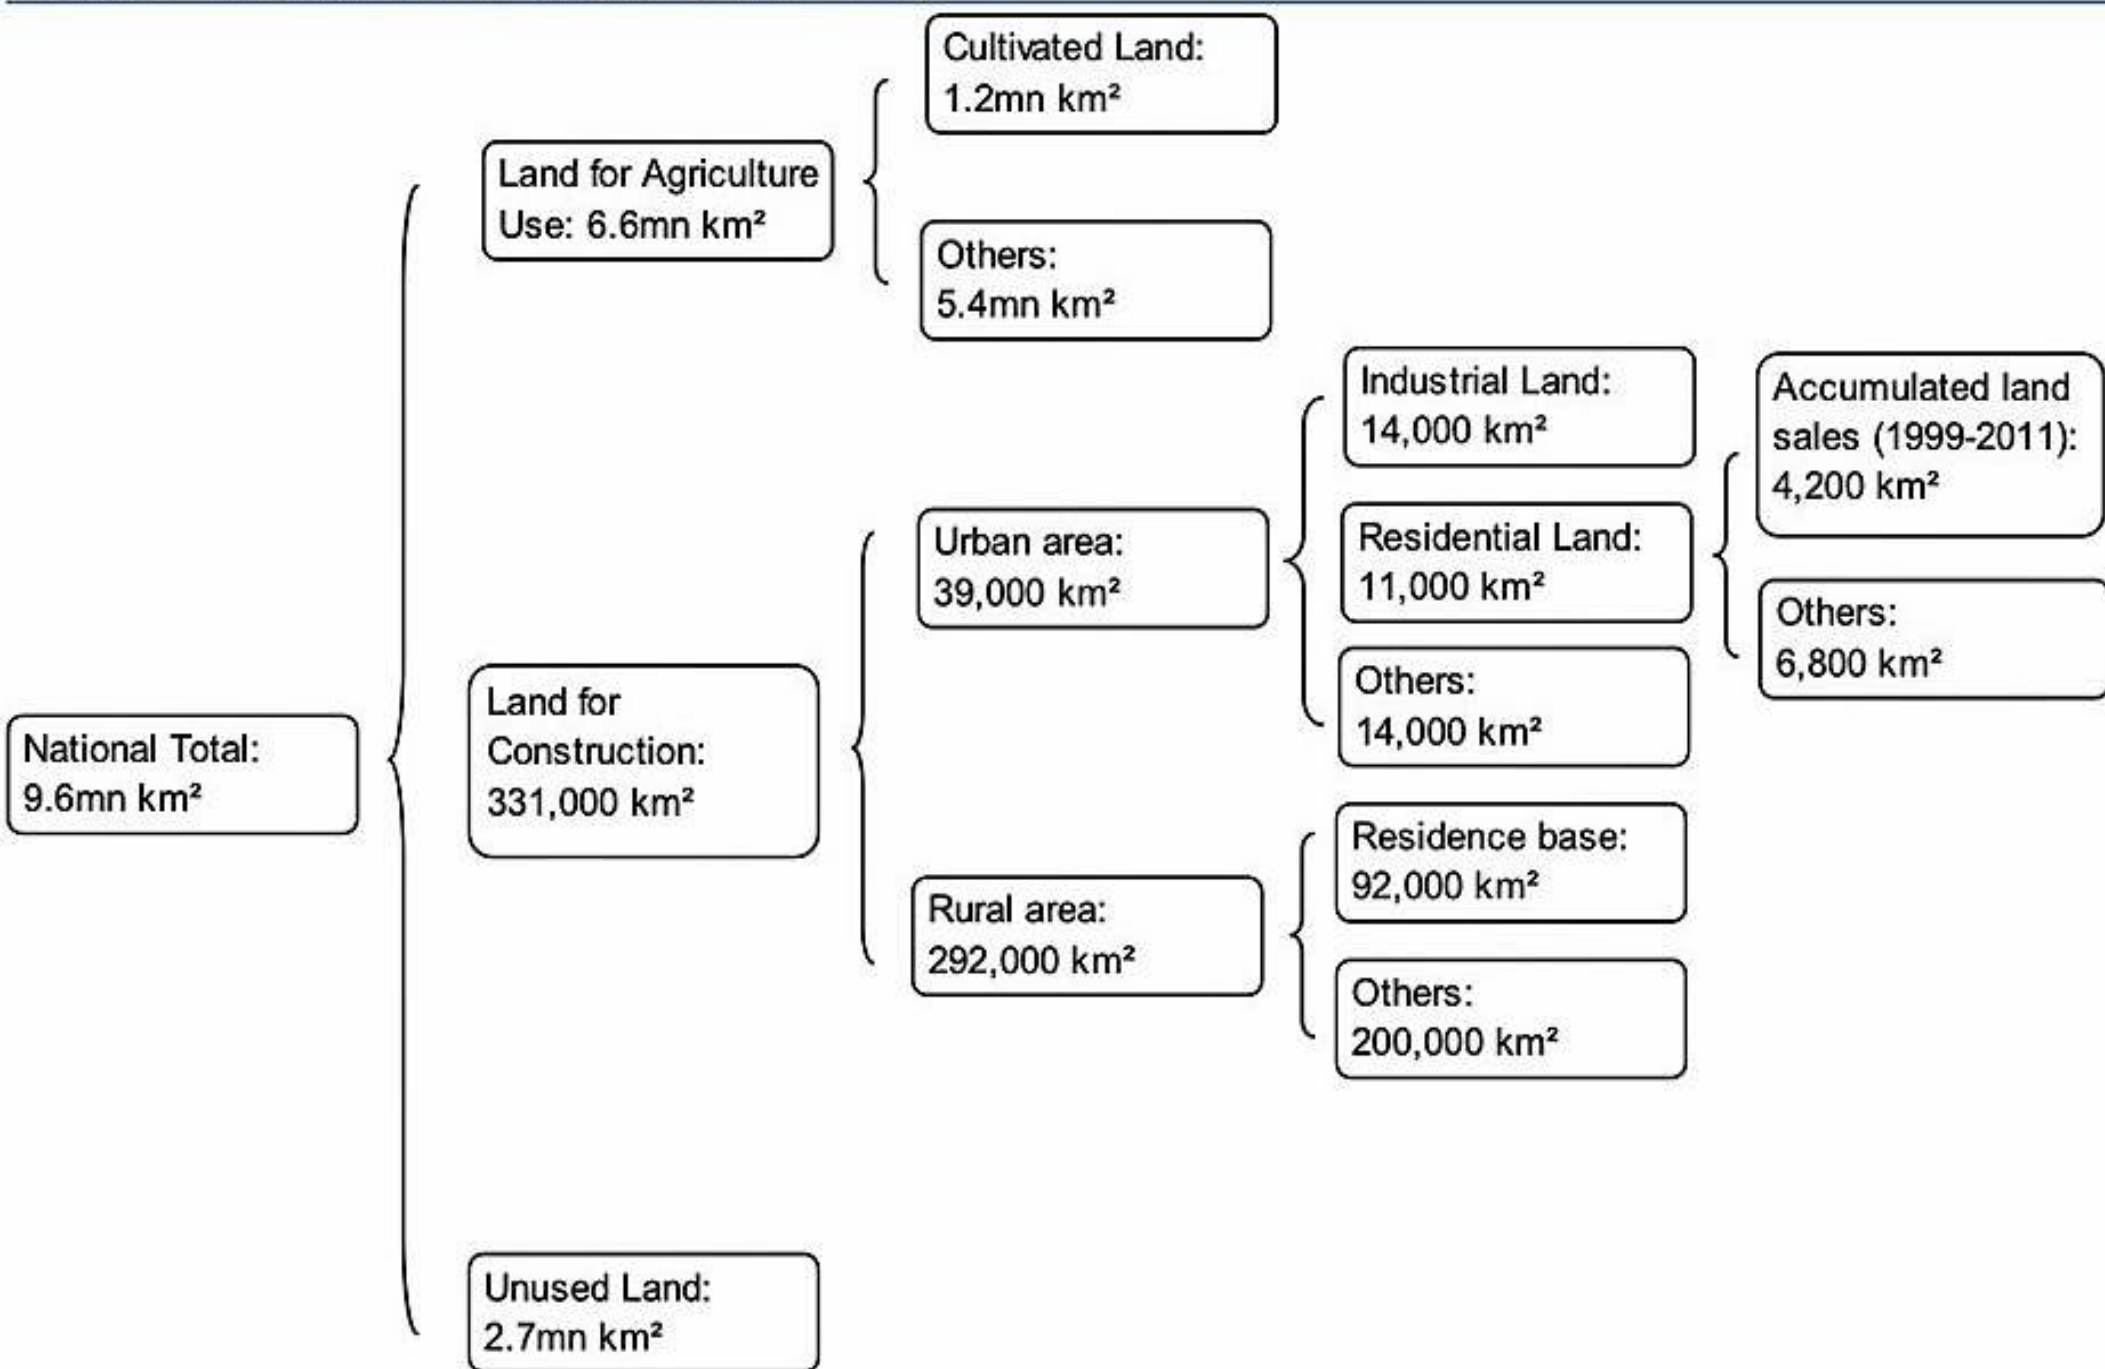 Cultivated Land:
1.2mn km²
Land for Agriculture
Use: 6.6mn km²
Others:
5.4mn km²
Industrial Land:
14,000 km²
Accumulated land
sales (1999-2011):
4,200 km²
Urban area:
39,000 km²
Residential Land:
11,000 km²
Others:
6,800 km²
Others:
14,000 km²
Land for
Construction:
331,000 km²
National Total:
9.6mn km²
Residence base:
92,000 km²
Rural area:
292,000 km²
Others:
200,000 km²
Unused Land:
2.7mn km²